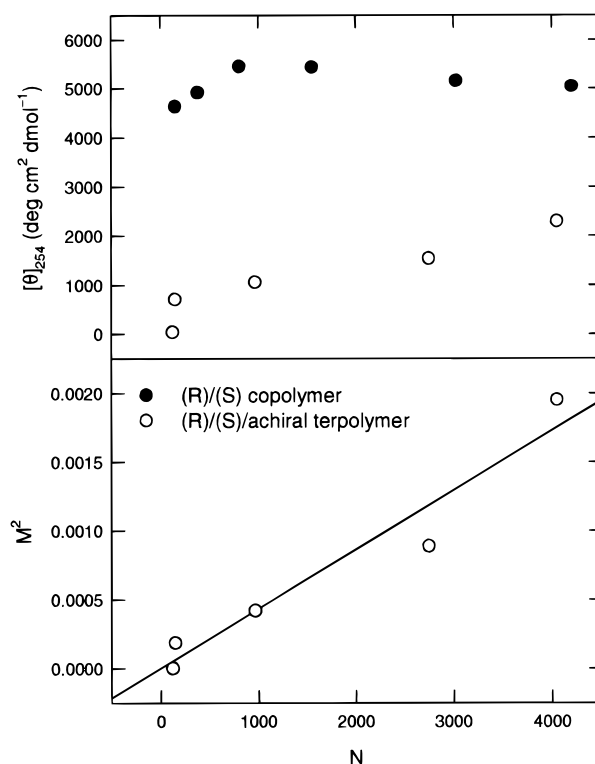 6000
5000
4000
3000
2000
1000
0
[θ]254 (deg cm² dmol⁻¹)
0.0020
0.0015
0.0010
0.0005
0.0000
M²
(R)/(S) copolymer
(R)/(S)/achiral terpolymer
0 1000 2000 3000 4000
N